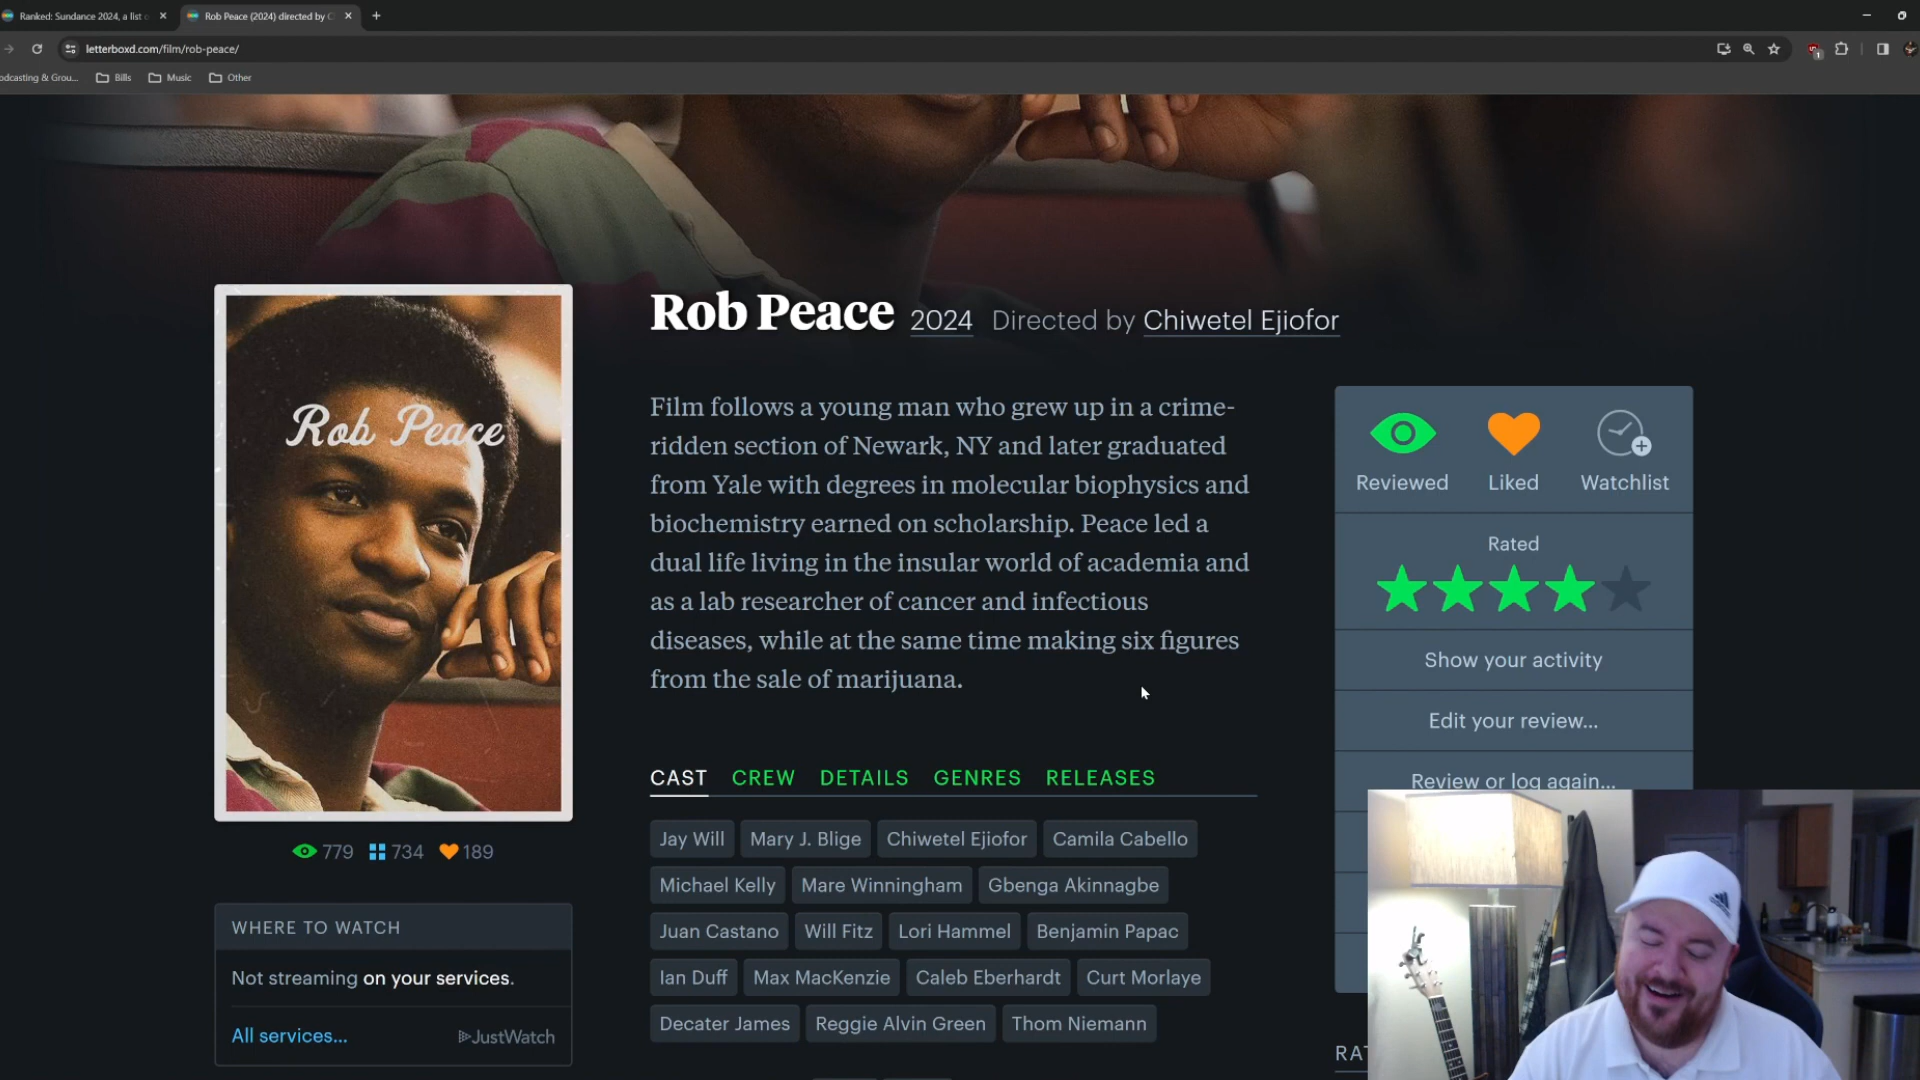 Ranked: Sundance 2024, a list o
Rob Peace (2024) directed by C
letterboxd.com/film/rob-peace/
odcasting & Grou...
Bills
Music
Other
Rob Peace 2024 Directed by Chiwetel Ejiofor
Rob Peace
Film follows a young man who grew up in a crime-
ridden section of Newark, NY and later graduated
from Yale with degrees in molecular biophysics and
biochemistry earned on scholarship. Peace led a
dual life living in the insular world of academia and
as a lab researcher of cancer and infectious
diseases, while at the same time making six figures
from the sale of marijuana.
Reviewed Liked Watchlist
Rated
Show your activity
Edit your review...
Review or log again...
CAST CREW DETAILS GENRES RELEASES
Jay Will Mary J. Blige Chiwetel Ejiofor Camila Cabello
Michael Kelly Mare Winningham Gbenga Akinnagbe
Juan Castano Will Fitz Lori Hammel Benjamin Papac
Ian Duff Max MacKenzie Caleb Eberhardt Curt Morlaye
Decater James Reggie Alvin Green Thom Niemann
779 734 189
WHERE TO WATCH
Not streaming on your services.
All services... JustWatch
RAT